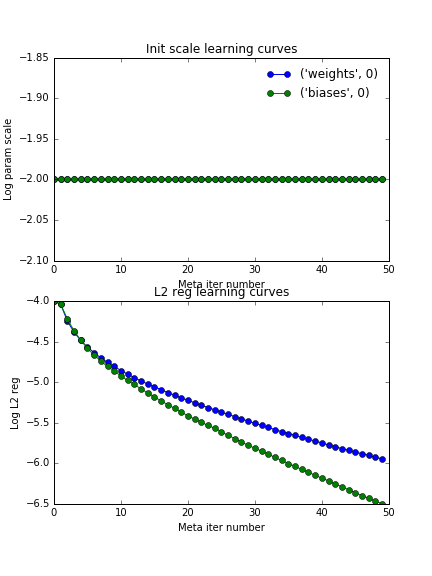 Init scale learning curves
−1.85
−1.90
−1.95
−2.00
−2.05
−2.10
Log param scale
('weights', 0)
('biases', 0)
0 10 20 30 40 50
Meta iter number
L2 reg learning curves
−4.0
−4.5
−5.0
−5.5
−6.0
−6.5
Log L2 reg
0 10 20 30 40 50
Meta iter number